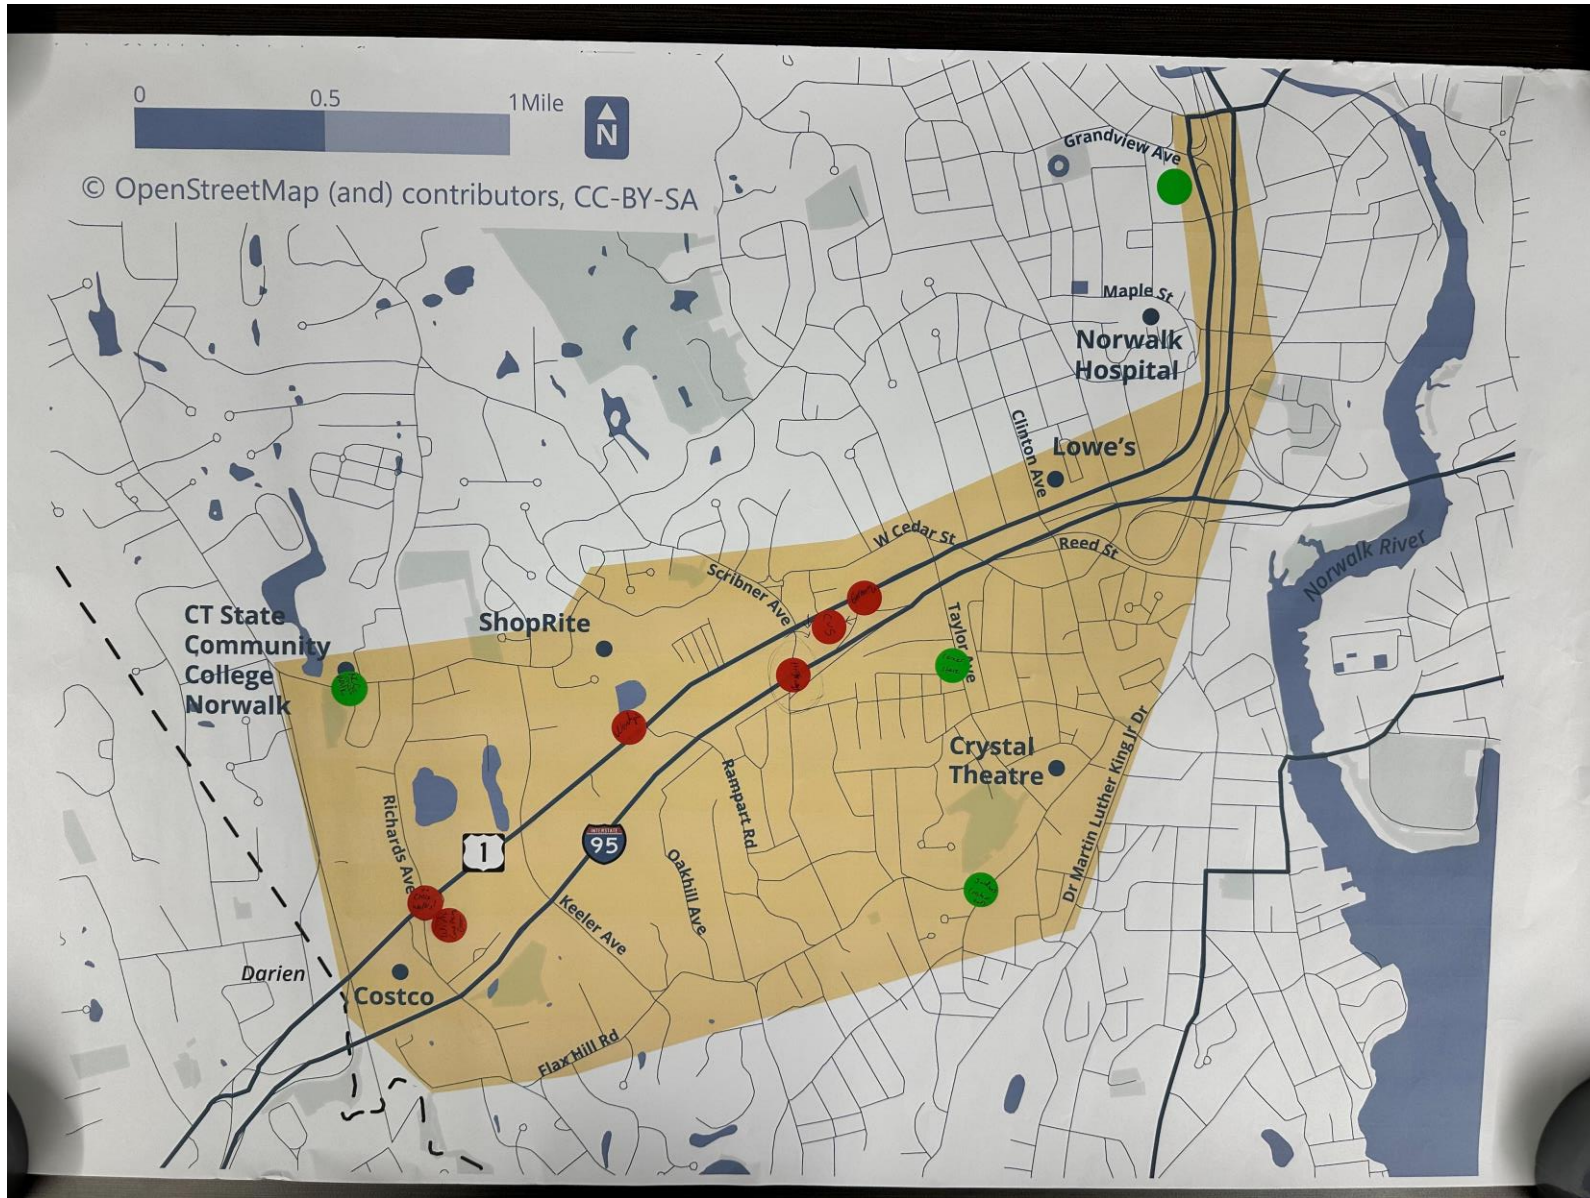 0 0.5 1 Mile
N
© OpenStreetMap (and) contributors, CC-BY-SA
Grandview Ave
Maple St
Norwalk
Hospital
Clinton Ave
Lowe's
W Cedar St
Reed St
Norwalk River
Scribner Ave
CVS
Taylor Ave
CT State
Community
College
Norwalk
ShopRite
Crystal
Theatre
Rampart Rd
Dr Martin Luther King Jr Dr
Richards Ave
1
INTERSTATE
95
Oakhill Ave
Keeler Ave
Darien
Costco
Flax Hill Rd